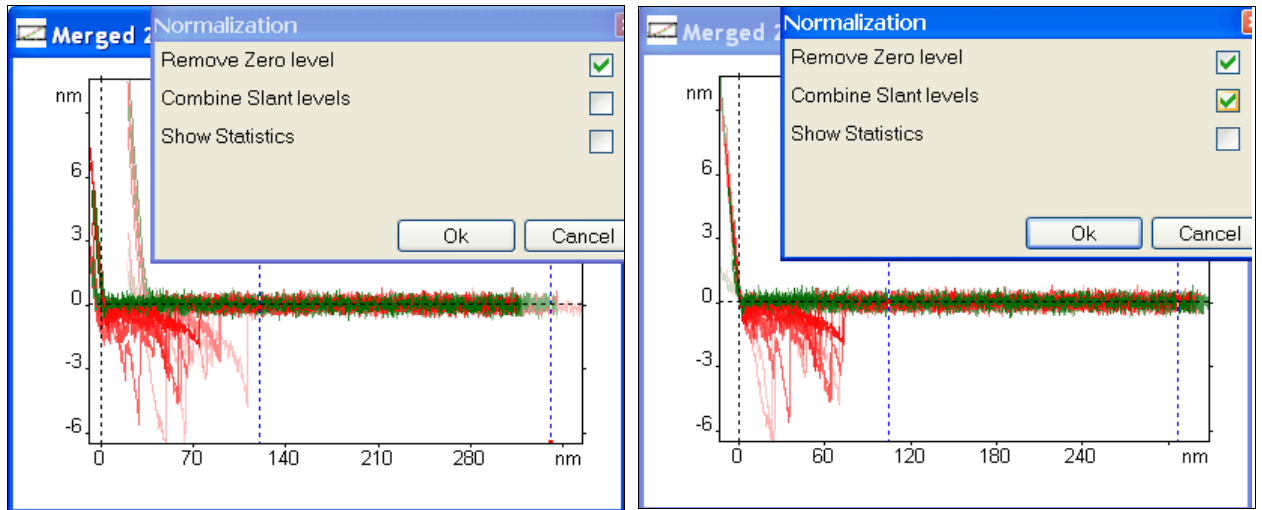 Merged 2
Normalization
Remove Zero level
Combine Slant levels
Show Statistics
Ok Cancel
nm
6
3
0
-3
-6
0 70 140 210 280 nm
Merged 2
Normalization
Remove Zero level
Combine Slant levels
Show Statistics
Ok Cancel
nm
6
3
0
-3
-6
0 60 120 180 240 nm